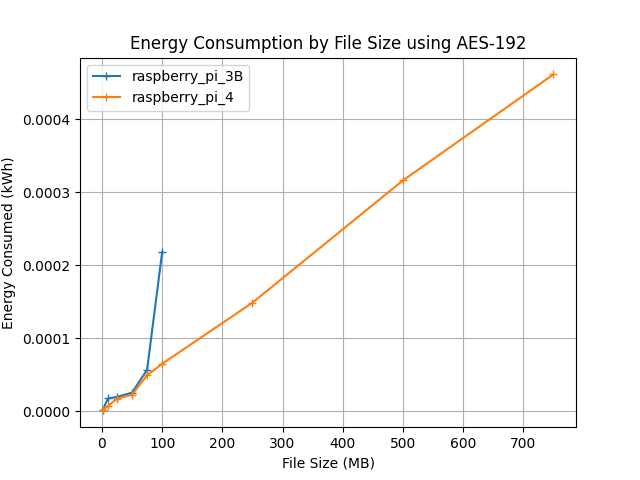 Energy Consumption by File Size using AES-192
raspberry_pi_3B
raspberry_pi_4
Energy Consumed (kWh)
0.0004
0.0003
0.0002
0.0001
0.0000
0 100 200 300 400 500 600 700
File Size (MB)